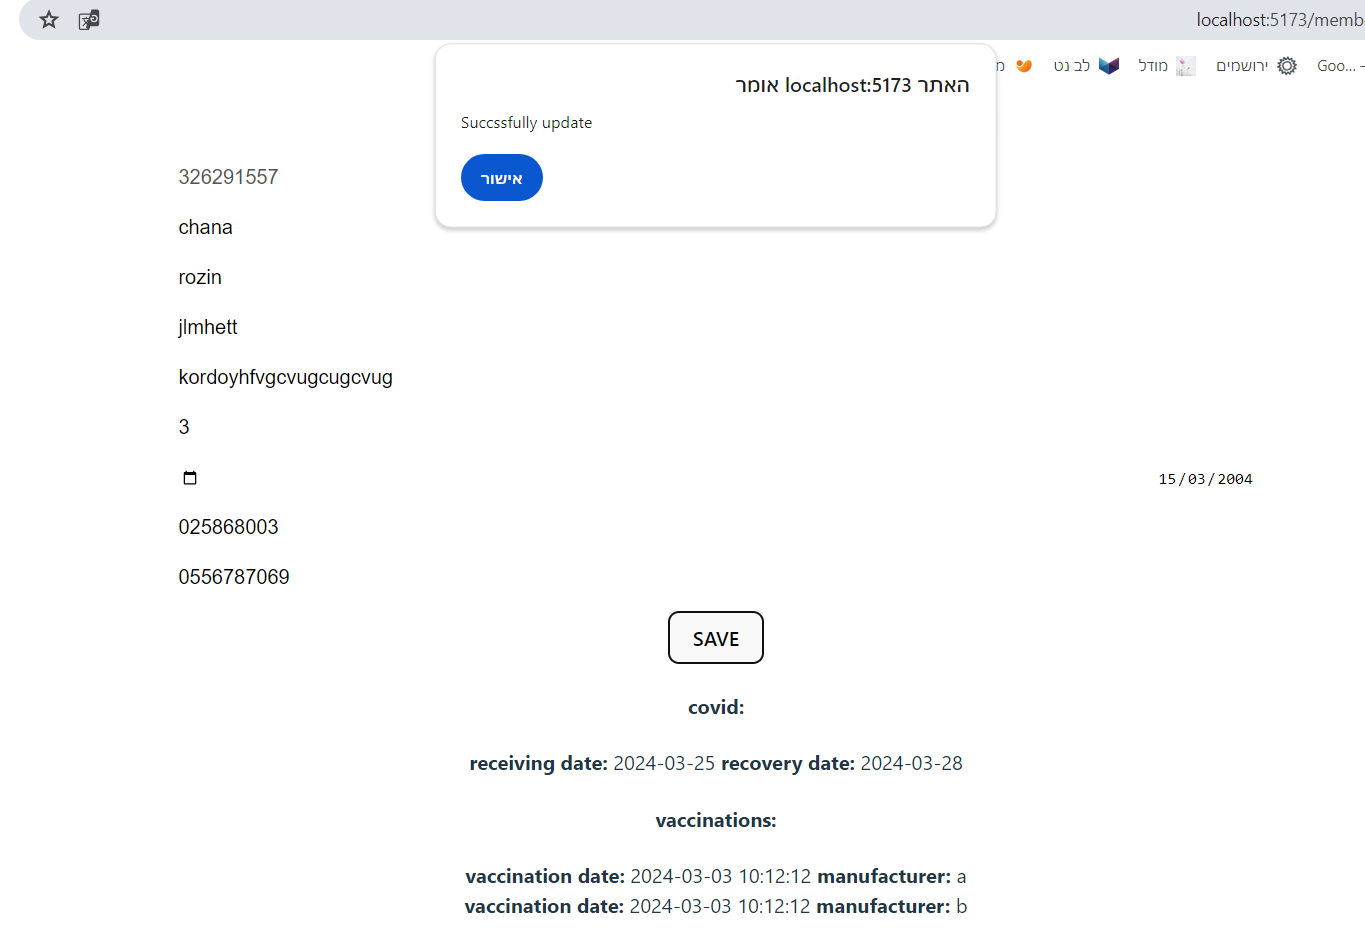 localhost:5173/memb
מ לב נט מודל ירושמים Goo... -
האתר localhost:5173 אומר
Succssfully update
אישור
326291557
chana
rozin
jlmhett
kordoyhfvgcvugcugcvug
3
15/03/2004
025868003
0556787069
SAVE
covid:
receiving date: 2024-03-25 recovery date: 2024-03-28
vaccinations:
vaccination date: 2024-03-03 10:12:12 manufacturer: a
vaccination date: 2024-03-03 10:12:12 manufacturer: b